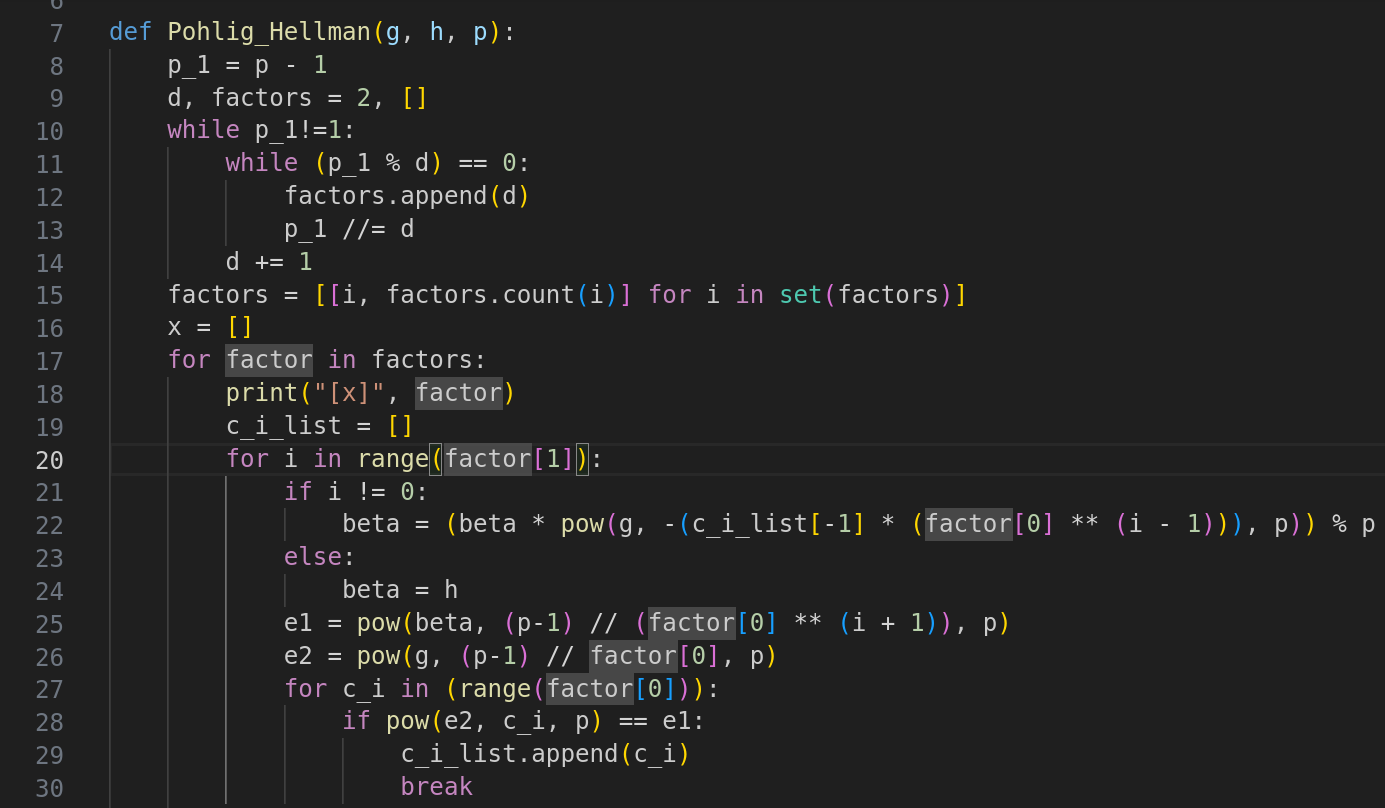 6
7 def Pohlig_Hellman(g, h, p):
8     p_1 = p - 1
9     d, factors = 2, []
10     while p_1!=1:
11         while (p_1 % d) == 0:
12             factors.append(d)
13             p_1 //= d
14         d += 1
15     factors = [[i, factors.count(i)] for i in set(factors)]
16     x = []
17     for factor in factors:
18         print("[x]", factor)
19         c_i_list = []
20         for i in range(factor[1]):
21             if i != 0:
22                 beta = (beta * pow(g, -(c_i_list[-1] * (factor[0] ** (i - 1))), p)) % p
23             else:
24                 beta = h
25             e1 = pow(beta, (p-1) // (factor[0] ** (i + 1)), p)
26             e2 = pow(g, (p-1) // factor[0], p)
27             for c_i in (range(factor[0])):
28                 if pow(e2, c_i, p) == e1:
29                     c_i_list.append(c_i)
30                     break